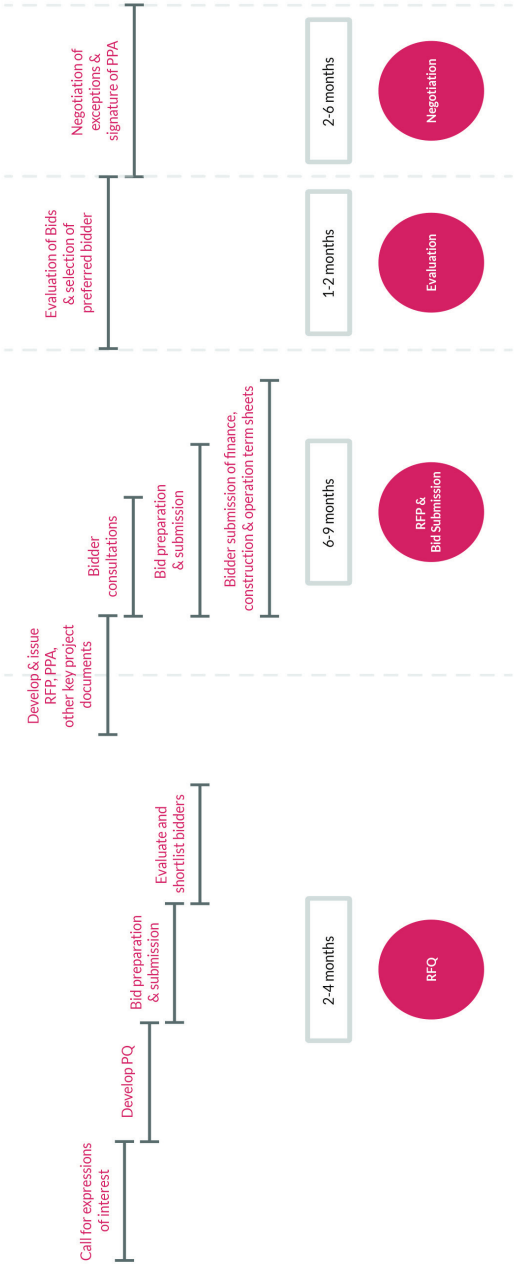 Call for expressions
of interest
Develop PQ
Bid preparation
& submission
Evaluate and
shortlist bidders
Develop & issue
RFP, PPA,
other key project
documents
Bidder
consultations
Bid preparation
& submission
Bidder submission of finance,
construction & operation term sheets
Evaluation of Bids
& selection of
preferred bidder
Negotiation of
exceptions &
signature of PPA
2-4 months
6-9 months
1-2 months
2-6 months
RFQ
RFP &
Bid Submission
Evaluation
Negotiation